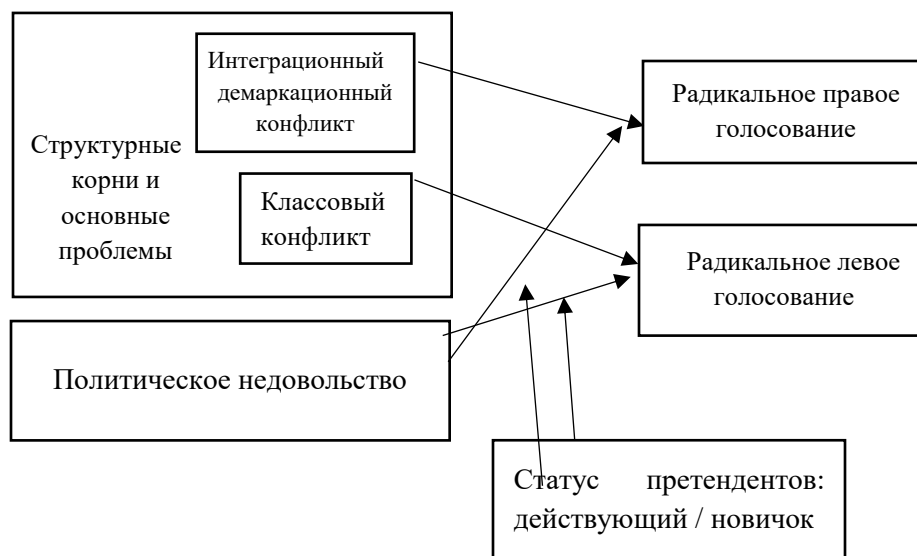 Интеграционный
демаркационный
конфликт
Структурные
корни и
основные
проблемы
Классовый
конфликт
Радикальное правое
голосование
Радикальное левое
голосование
Политическое недовольство
Статус претендентов:
действующий / новичок